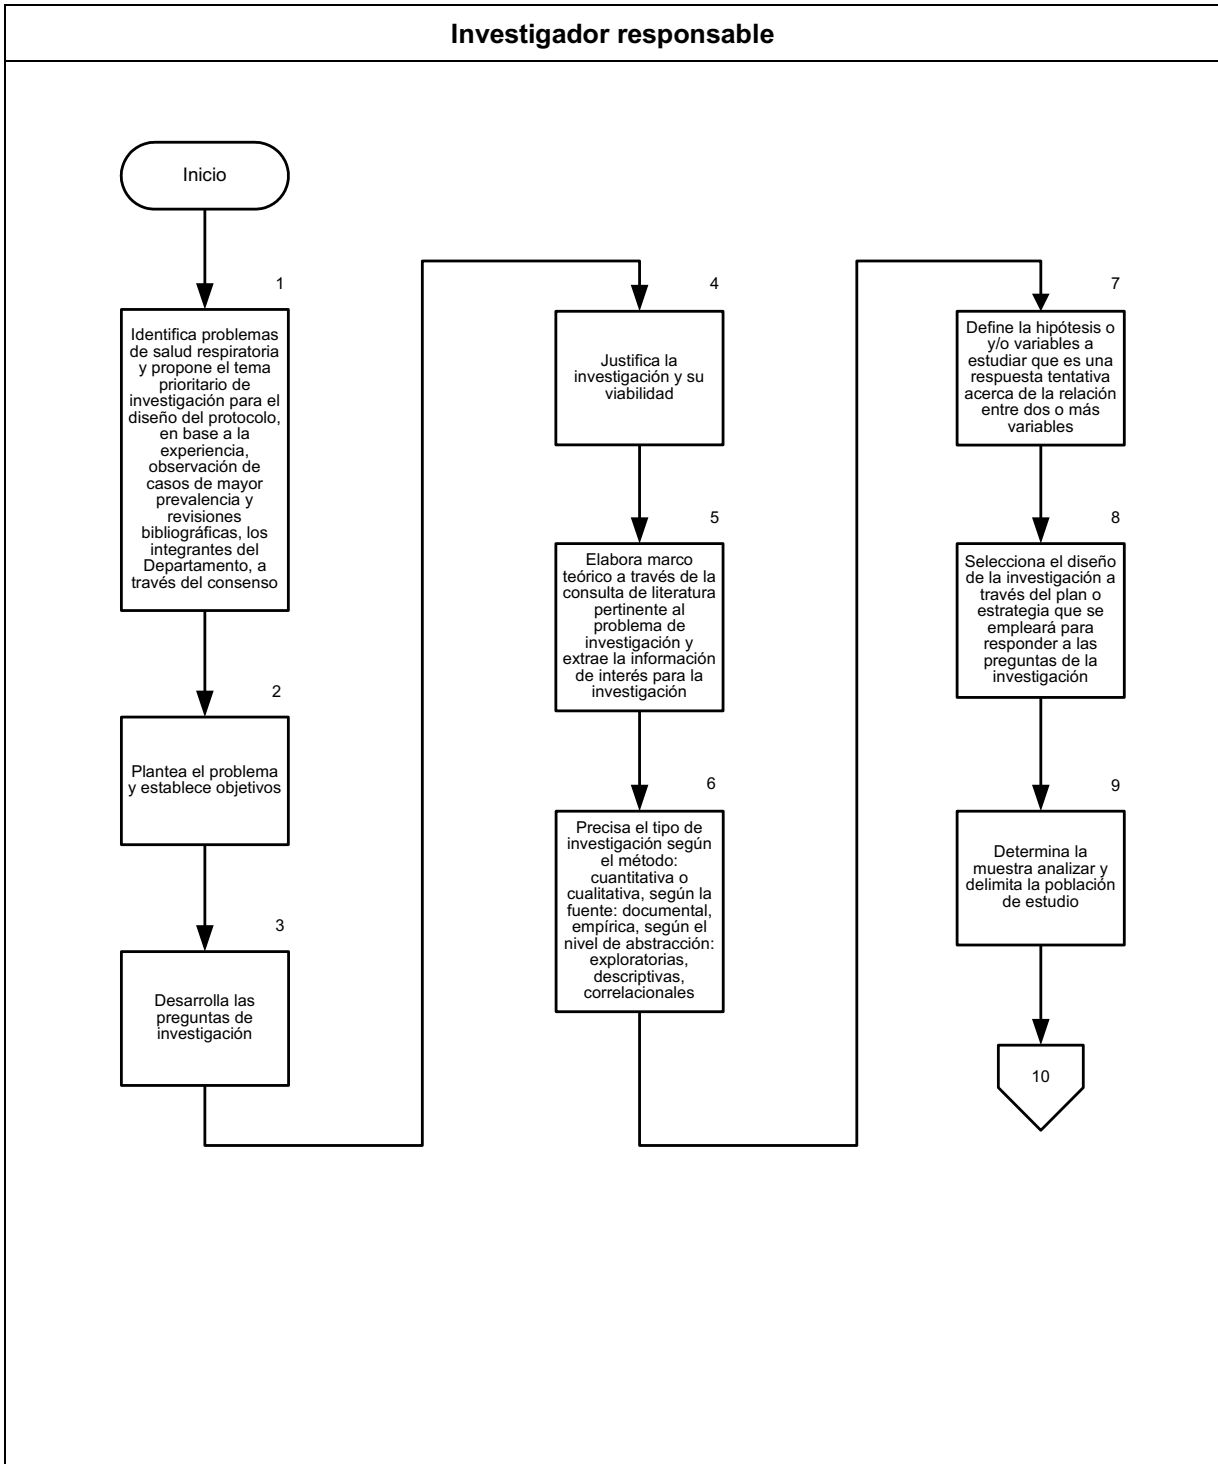 Investigador responsable
Inicio
1
Identifica problemas
de salud respiratoria
y propone el tema
prioritario de
investigación para el
diseño del protocolo,
en base a la
experiencia,
observación de
casos de mayor
prevalencia y
revisiones
bibliográficas, los
integrantes del
Departamento, a
través del consenso
2
Plantea el problema
y establece objetivos
3
Desarrolla las
preguntas de
investigación
4
Justifica la
investigación y su
viabilidad
5
Elabora marco
teórico a través de la
consulta de literatura
pertinente al
problema de
investigación y
extrae la información
de interés para la
investigación
6
Precisa el tipo de
investigación según
el método:
cuantitativa o
cualitativa, según la
fuente: documental,
empírica, según el
nivel de abstracción:
exploratorias,
descriptivas,
correlacionales
7
Define la hipótesis o
y/o variables a
estudiar que es una
respuesta tentativa
acerca de la relación
entre dos o más
variables
8
Selecciona el diseño
de la investigación a
través del plan o
estrategia que se
empleará para
responder a las
preguntas de la
investigación
9
Determina la
muestra analizar y
delimita la población
de estudio
10